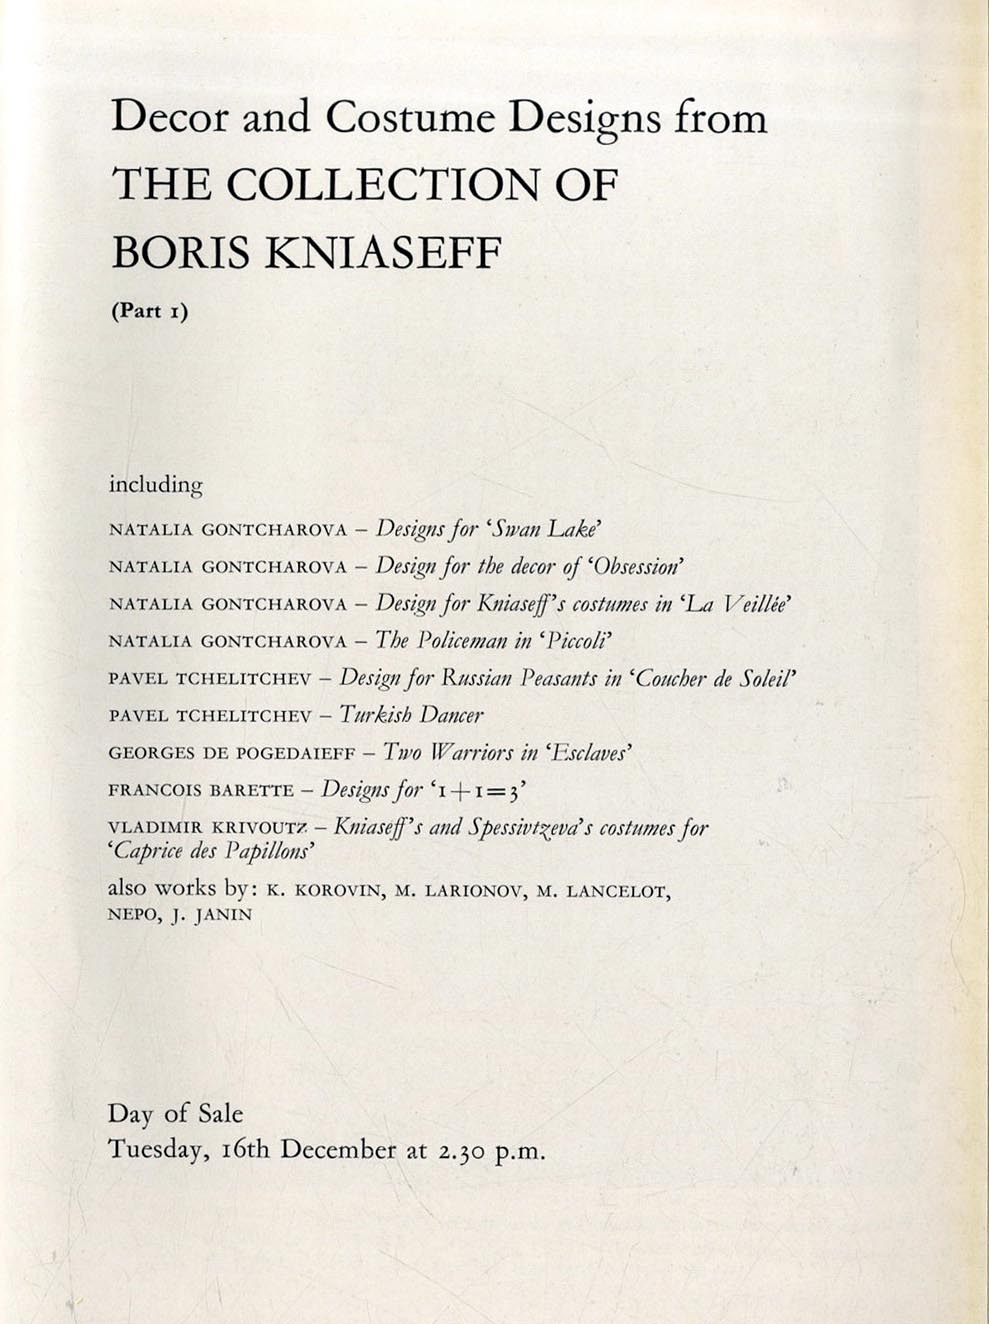 Decor and Costume Designs from
THE COLLECTION OF
BORIS KNIASEFF
(Part 1)
including
NATALIA GONTCHAROVA – Designs for ‘Swan Lake’
NATALIA GONTCHAROVA – Design for the decor of ‘Obsession’
NATALIA GONTCHAROVA – Design for Kniaseff’s costumes in ‘La Veillée’
NATALIA GONTCHAROVA – The Policeman in ‘Piccoli’
PAVEL TCHELITCHEV – Design for Russian Peasants in ‘Coucher de Soleil’
PAVEL TCHELITCHEV – Turkish Dancer
GEORGES DE POGEDAIEFF – Two Warriors in ‘Esclaves’
FRANCOIS BARETTE – Designs for ‘1+1=3’
VLADIMIR KRIVOUTZ – Kniaseff’s and Spessivtzeva’s costumes for
‘Caprice des Papillons’
also works by: K. KOROVIN, M. LARIONOV, M. LANCELOT,
NEPO, J. JANIN
Day of Sale
Tuesday, 16th December at 2.30 p.m.